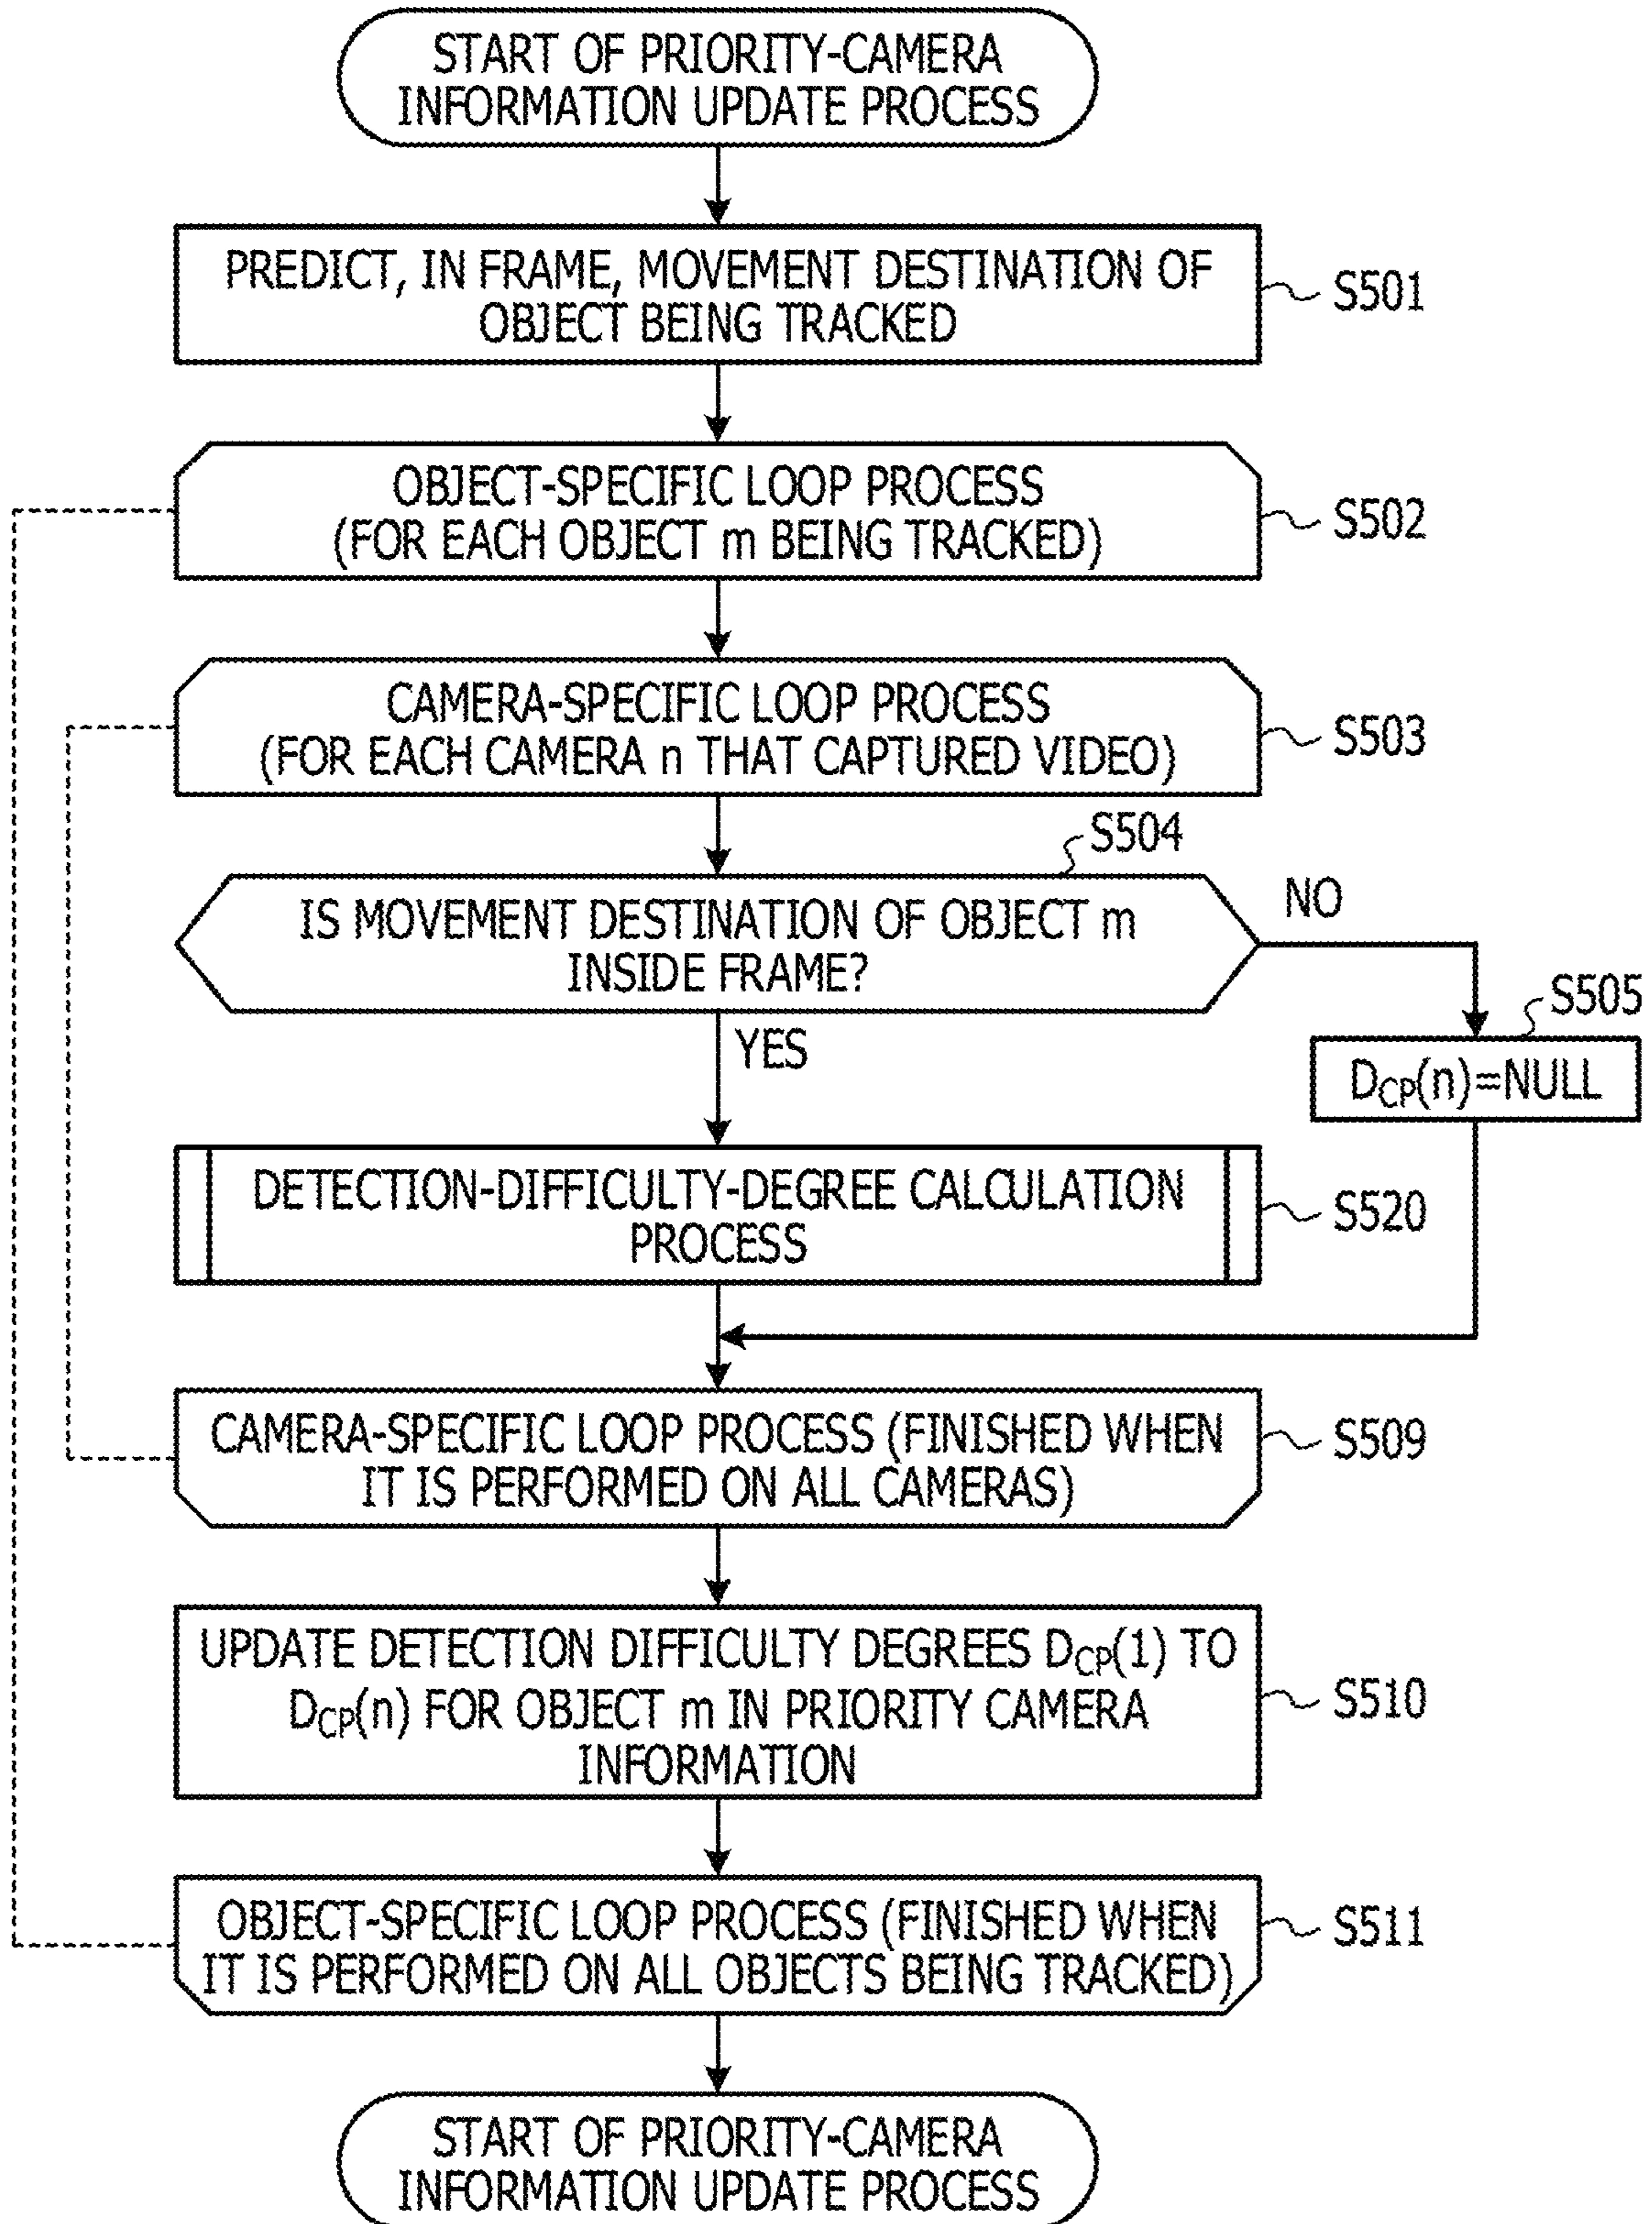 START OF PRIORITY-CAMERA
INFORMATION UPDATE PROCESS
PREDICT, IN FRAME, MOVEMENT DESTINATION OF
OBJECT BEING TRACKED
S501
OBJECT-SPECIFIC LOOP PROCESS
(FOR EACH OBJECT m BEING TRACKED)
S502
CAMERA-SPECIFIC LOOP PROCESS
(FOR EACH CAMERA n THAT CAPTURED VIDEO)
S503
S504
IS MOVEMENT DESTINATION OF OBJECT m
INSIDE FRAME?
NO
YES
S505
DCP(n)=NULL
DETECTION-DIFFICULTY-DEGREE CALCULATION
PROCESS
S520
CAMERA-SPECIFIC LOOP PROCESS (FINISHED WHEN
IT IS PERFORMED ON ALL CAMERAS)
S509
UPDATE DETECTION DIFFICULTY DEGREES DCP(1) TO
DCP(n) FOR OBJECT m IN PRIORITY CAMERA
INFORMATION
S510
OBJECT-SPECIFIC LOOP PROCESS (FINISHED WHEN
IT IS PERFORMED ON ALL OBJECTS BEING TRACKED)
S511
START OF PRIORITY-CAMERA
INFORMATION UPDATE PROCESS